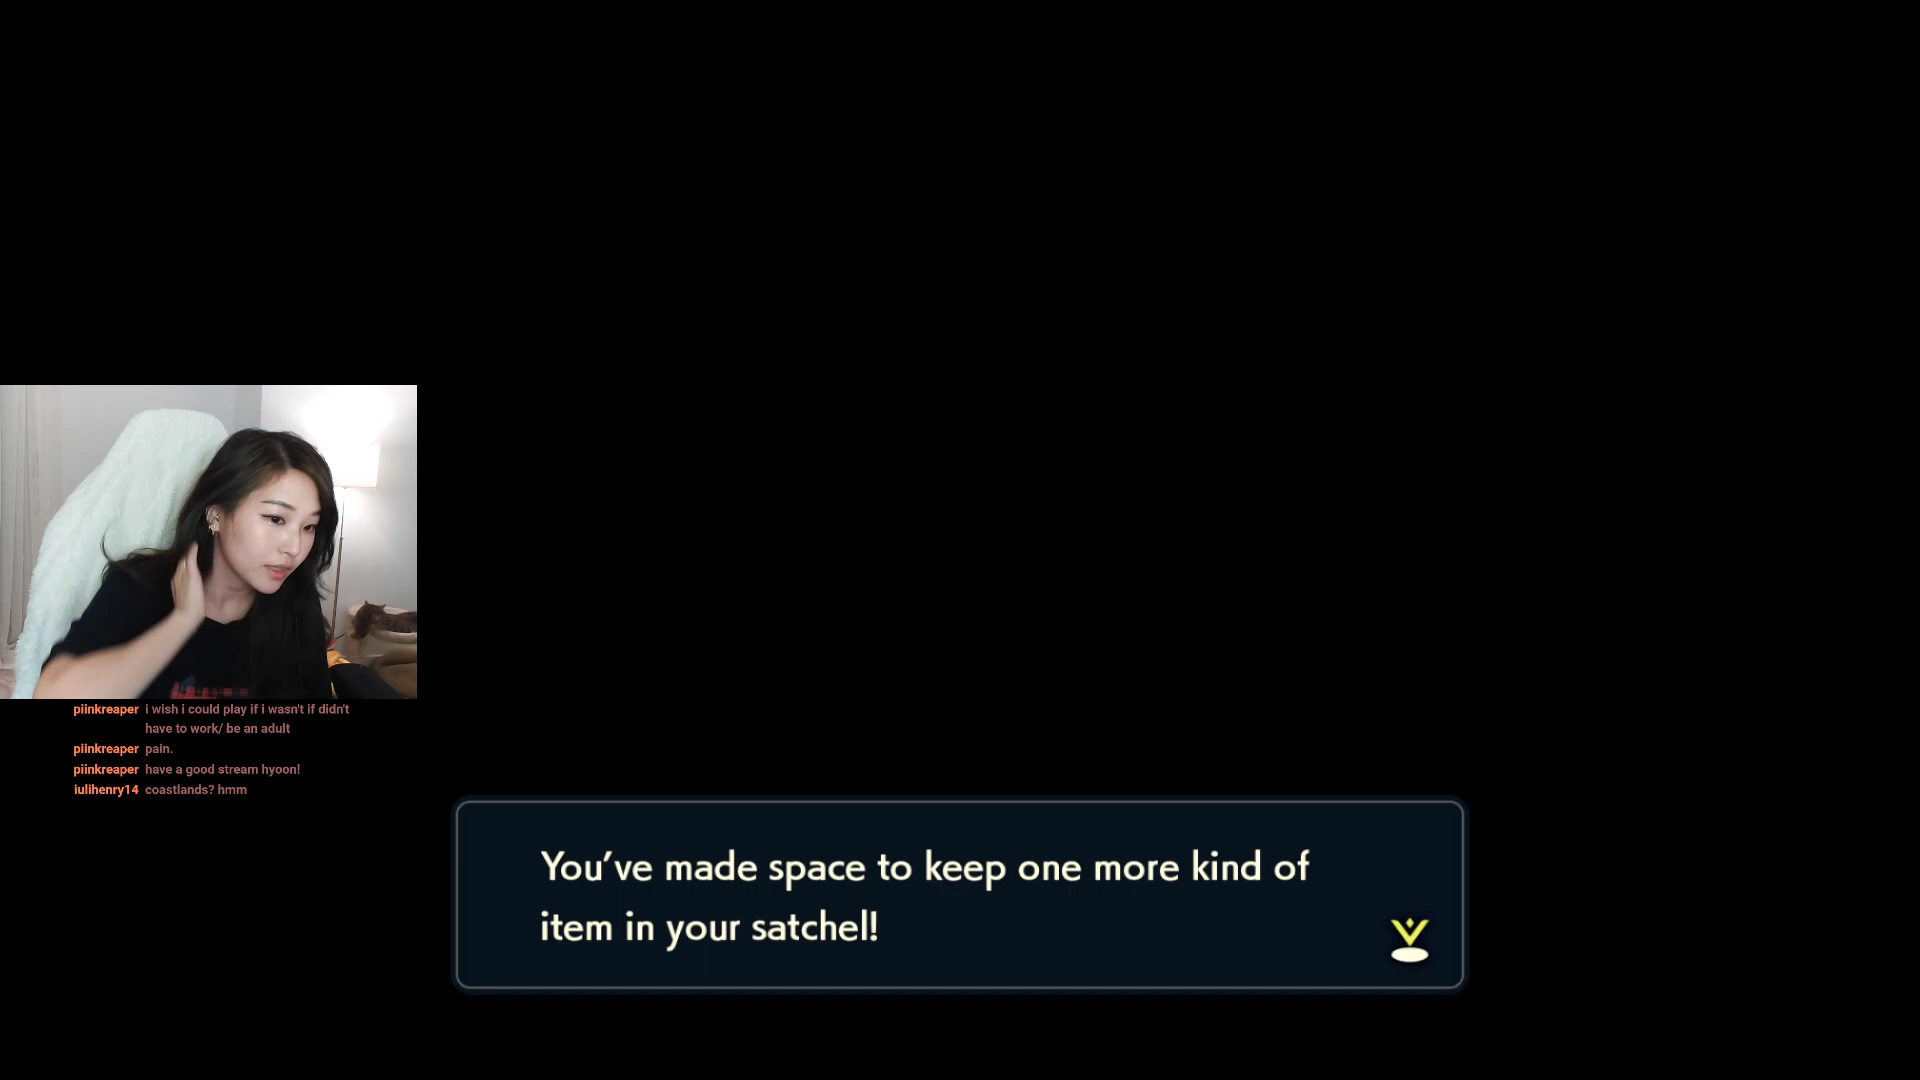 piinkreaper i wish i could play if i wasn't if didn't
have to work/ be an adult
piinkreaper pain.
piinkreaper have a good stream hyoon!
iulihenry14 coastlands? hmm
You've made space to keep one more kind of
item in your satchel!